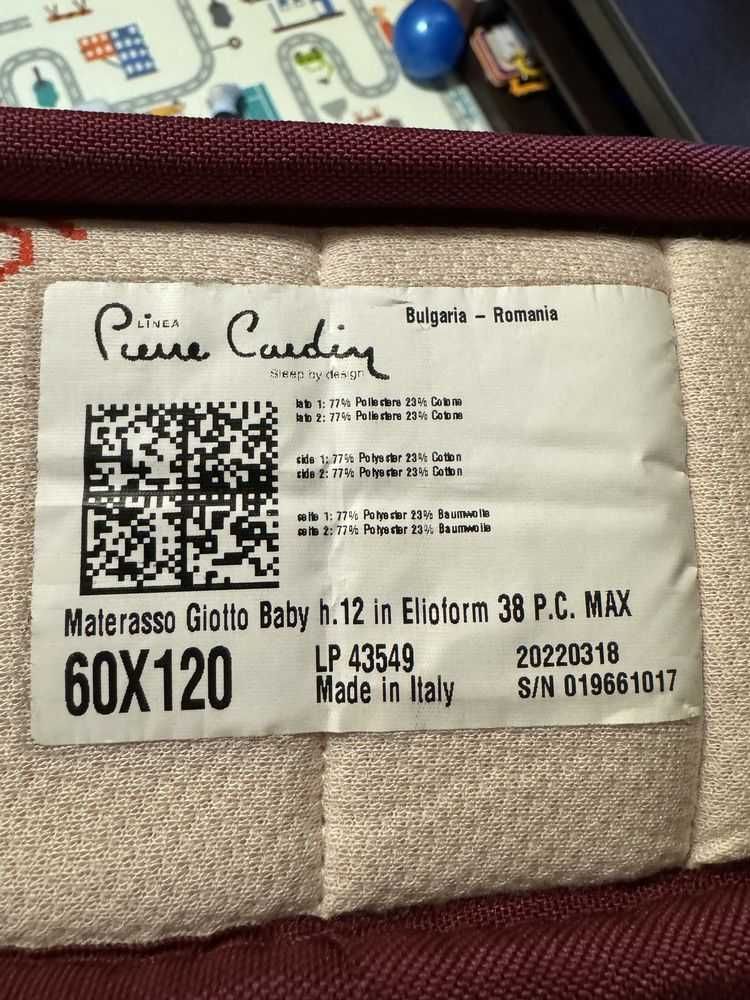 LINEA
Pierre Cardin
Sleep by design
Bulgaria – Romania
lato 1: 77% Poliestere 23% Cotone
lato 2: 77% Poliestere 23% Cotone
side 1: 77% Polyester 23% Cotton
side 2: 77% Polyester 23% Cotton
seite 1: 77% Polyester 23% Baumwolle
seite 2: 77% Polyester 23% Baumwolle
Materasso Giotto Baby h.12 in Elioform 38 P.C. MAX
60X120
LP 43549
20220318
Made in Italy
S/N 019661017